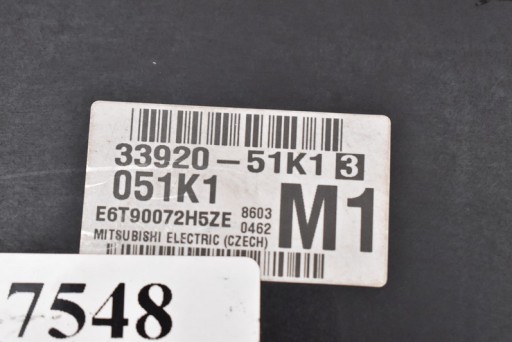 33920-51K1 3
051K1
M1
E6T90072H5ZE 8603
0462
MITSUBISHI ELECTRIC (CZECH)
7548